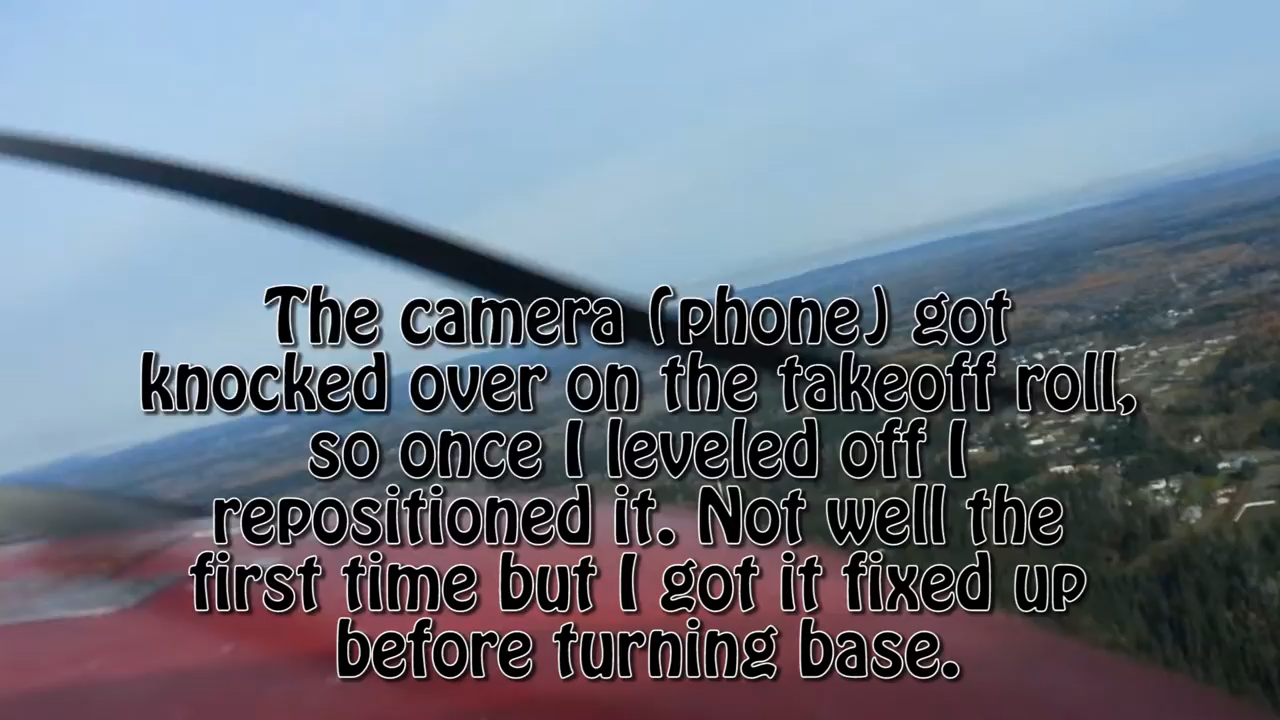 The camera (phone) got
knocked over on the takeoff roll,
so once I leveled off I
repositioned it. Not well the
first time but I got it fixed up
before turning base.